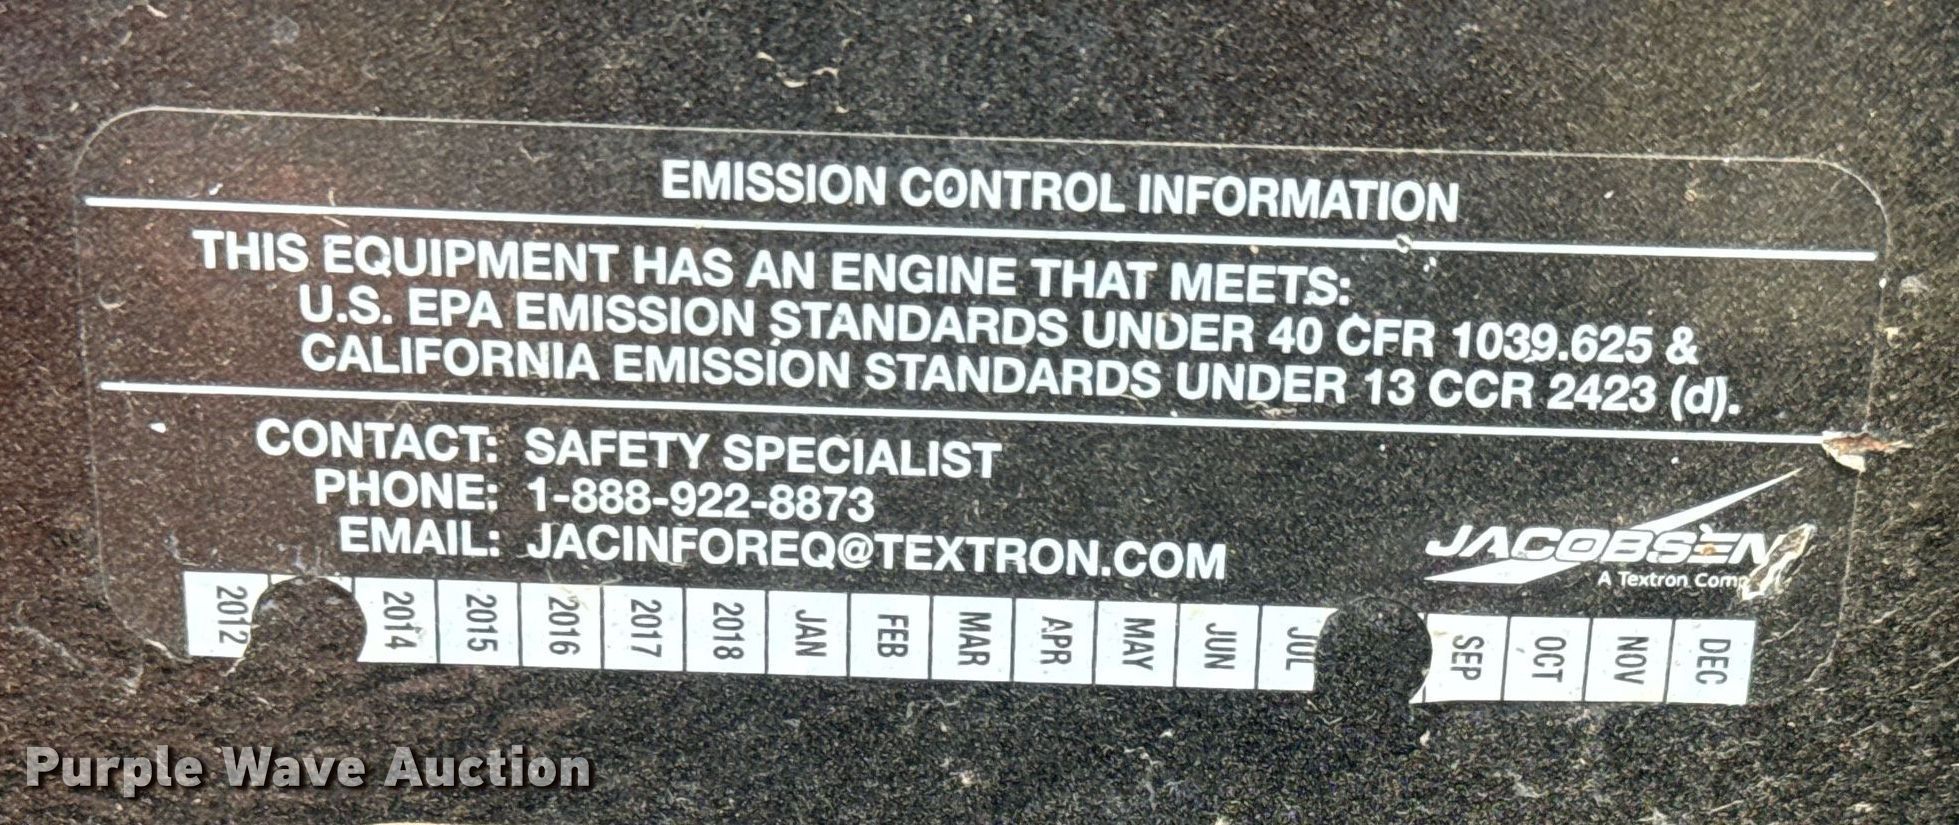 EMISSION CONTROL INFORMATION
THIS EQUIPMENT HAS AN ENGINE THAT MEETS:
U.S. EPA EMISSION STANDARDS UNDER 40 CFR 1039.625 &
CALIFORNIA EMISSION STANDARDS UNDER 13 CCR 2423 (d).
CONTACT: SAFETY SPECIALIST
PHONE: 1-888-922-8873
EMAIL: JACINFOREQ@TEXTRON.COM
JACOBSEN
A Textron
2012 2014 2015 2016 2017 2018 JAN FEB MAR APR MAY JUN JUL SEP OCT NOV DEC
Purple Wave Auction